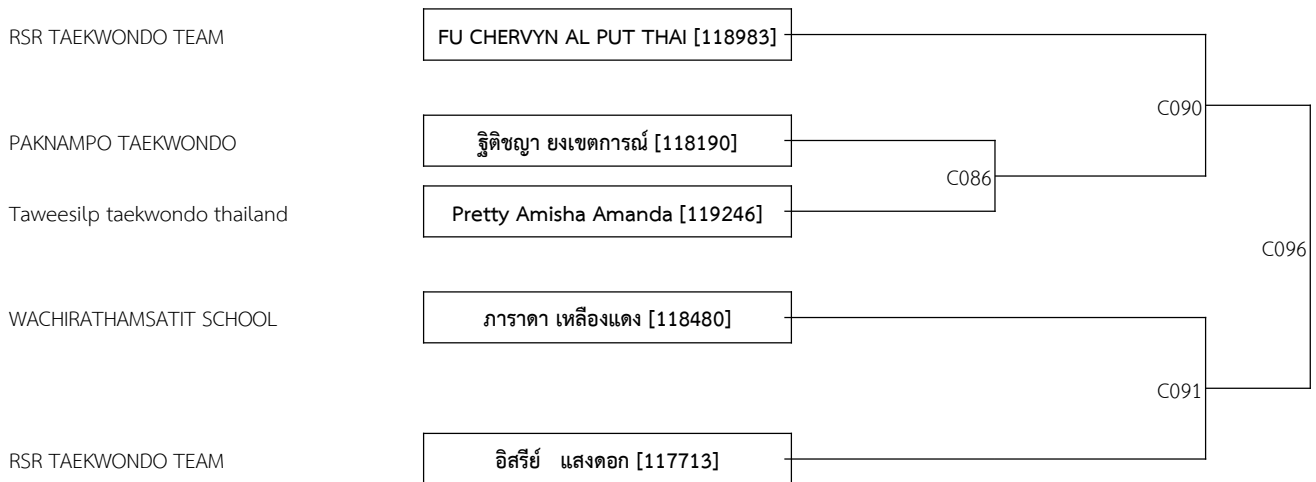 RSR TAEKWONDO TEAM FU CHERVYN AL PUT THAI [118983]
C090
PAKNAMPO TAEKWONDO ฐิติชญา ยงเขตการณ์ [118190]
C086
Taweesilp taekwondo thailand Pretty Amisha Amanda [119246]
C096
WACHIRATHAMSATIT SCHOOL ภาราดา เหลืองแดง [118480]
C091
RSR TAEKWONDO TEAM อิสรีย์ แสงดอก [117713]